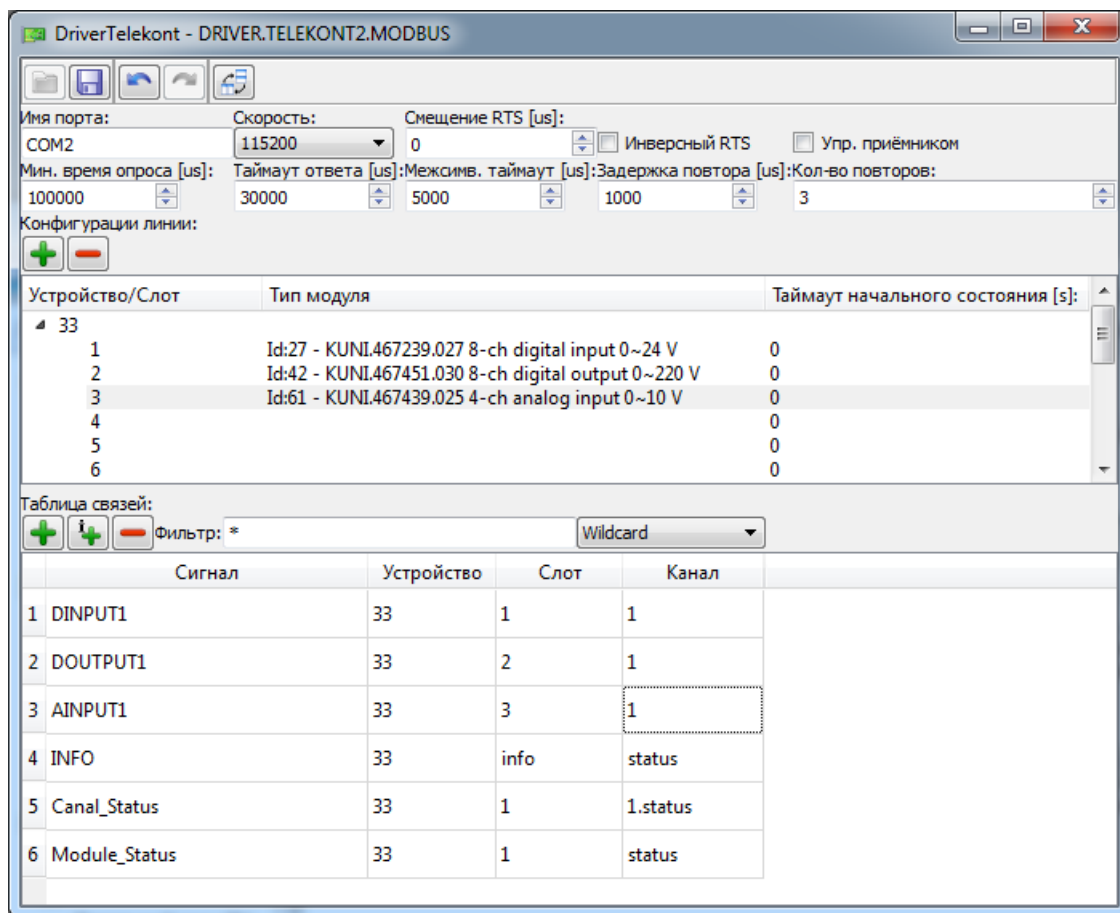 DriverTelekont - DRIVER.TELEKONT2.MODBUS
Имя порта: Скорость: Смещение RTS [us]:
COM2 115200 0 Инверсный RTS Упр. приёмником
Мин. время опроса [us]: Таймаут ответа [us]: Межсимв. таймаут [us]: Задержка повтора [us]: Кол-во повторов:
100000 30000 5000 1000 3
Конфигурации линии:
Устройство/Слот Тип модуля Таймаут начального состояния [s]:
33
1 Id:27 - KUNI.467239.027 8-ch digital input 0~24 V 0
2 Id:42 - KUNI.467451.030 8-ch digital output 0~220 V 0
3 Id:61 - KUNI.467439.025 4-ch analog input 0~10 V 0
4 0
5 0
6 0
Таблица связей:
Фильтр: * Wildcard
Сигнал Устройство Слот Канал
1 DINPUT1 33 1 1
2 DOUTPUT1 33 2 1
3 AINPUT1 33 3 1
4 INFO 33 info status
5 Canal_Status 33 1 1.status
6 Module_Status 33 1 status